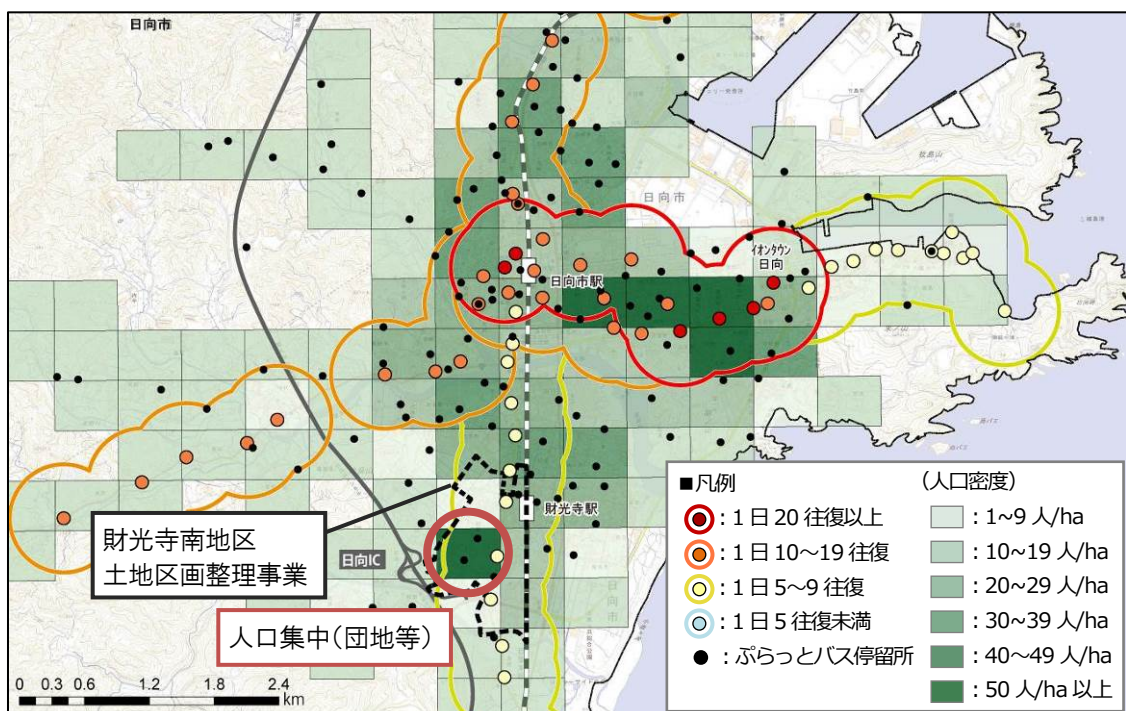 日向市
日向市
牧島山
イオンタウン
日向
日向市駅
財光寺駅
財光寺南地区
土地区画整理事業
日向IC
人口集中(団地等)
日向市
0 0.3 0.6 1.2 1.8 2.4
km
■凡例
:1日20往復以上
:1日10~19往復
:1日5~9往復
:1日5往復未満
:ぷらっとバス停留所
(人口密度)
:1~9人/ha
:10~19人/ha
:20~29人/ha
:30~39人/ha
:40~49人/ha
:50人/ha以上